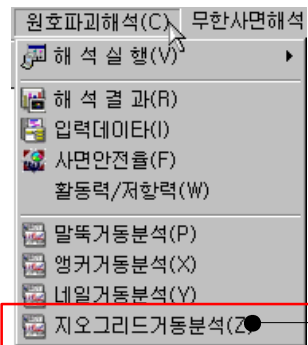 원호파괴해석(C) 무한사면해석
해 석 실 행(V)
해 석 결 과(R)
입력데이타(I)
사면안전율(F)
활동력/저항력(W)
말뚝거동분석(P)
앵커거동분석(X)
네일거동분석(Y)
지오그리드거동분석(Z)